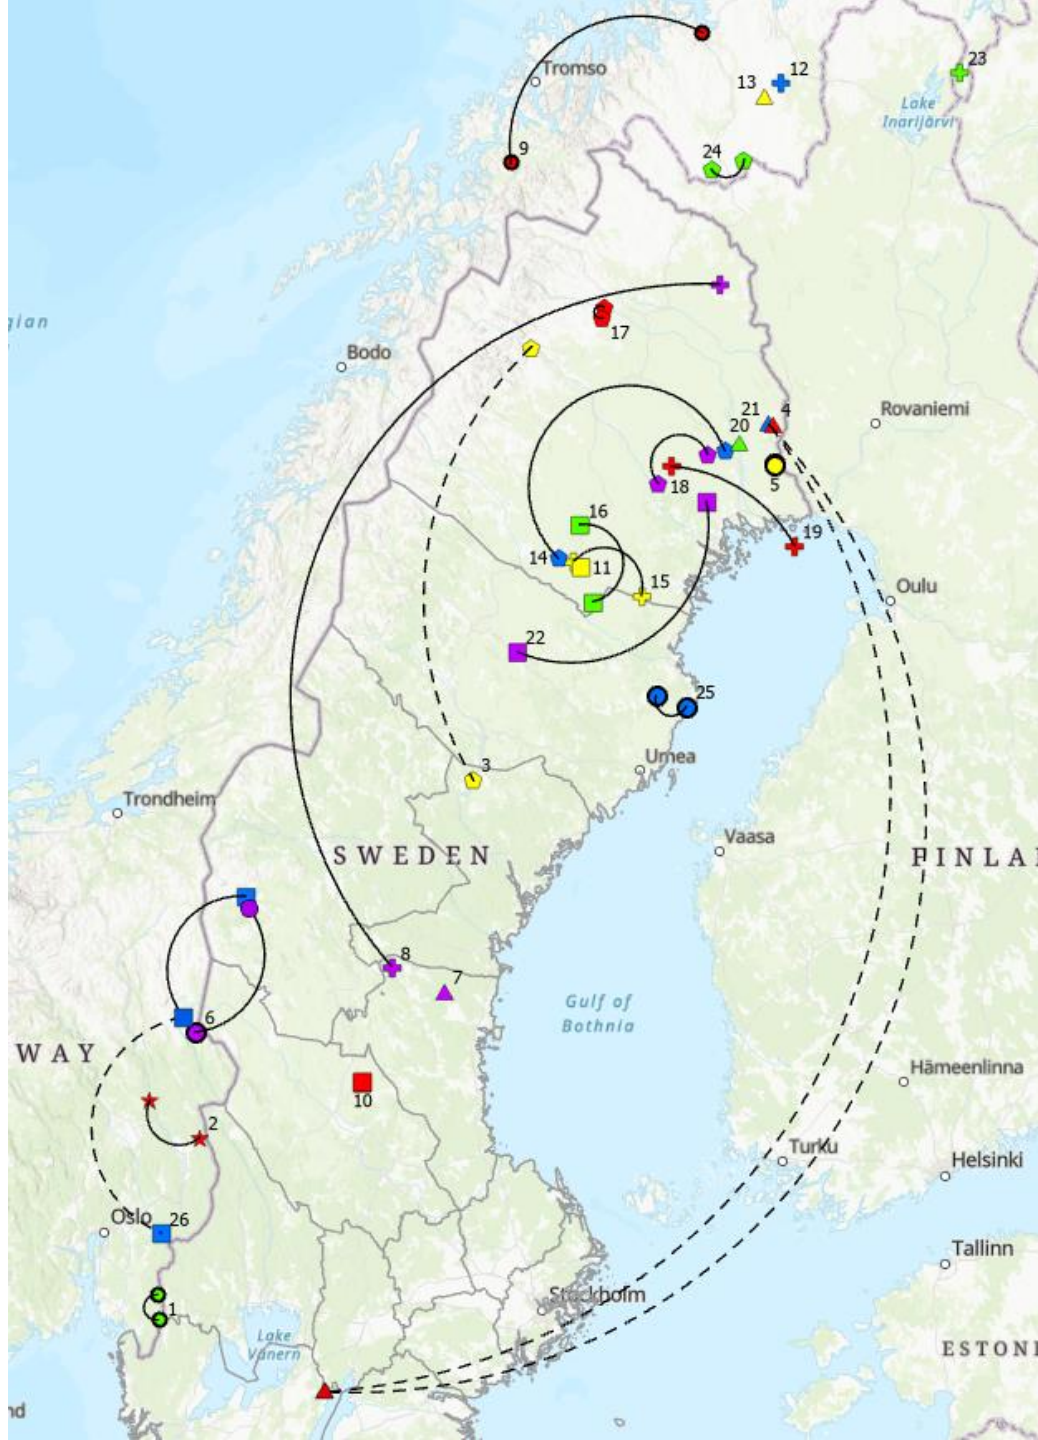 Tromso
23
13
12
Lake
Inarijärvi
24
9
gian
17
Bodo
21
4
20
Rovaniemi
5
18
16
19
14
11
15
Oulu
22
25
3
Umea
Trondheim
Vaasa
SWEDEN
FINLA
8
7
Gulf of
Bothnia
6
WAY
10
Hämeenlinna
2
Turku
Helsinki
26
Oslo
Tallinn
1
Stockholm
Lake
Vänern
ESTONI
nd